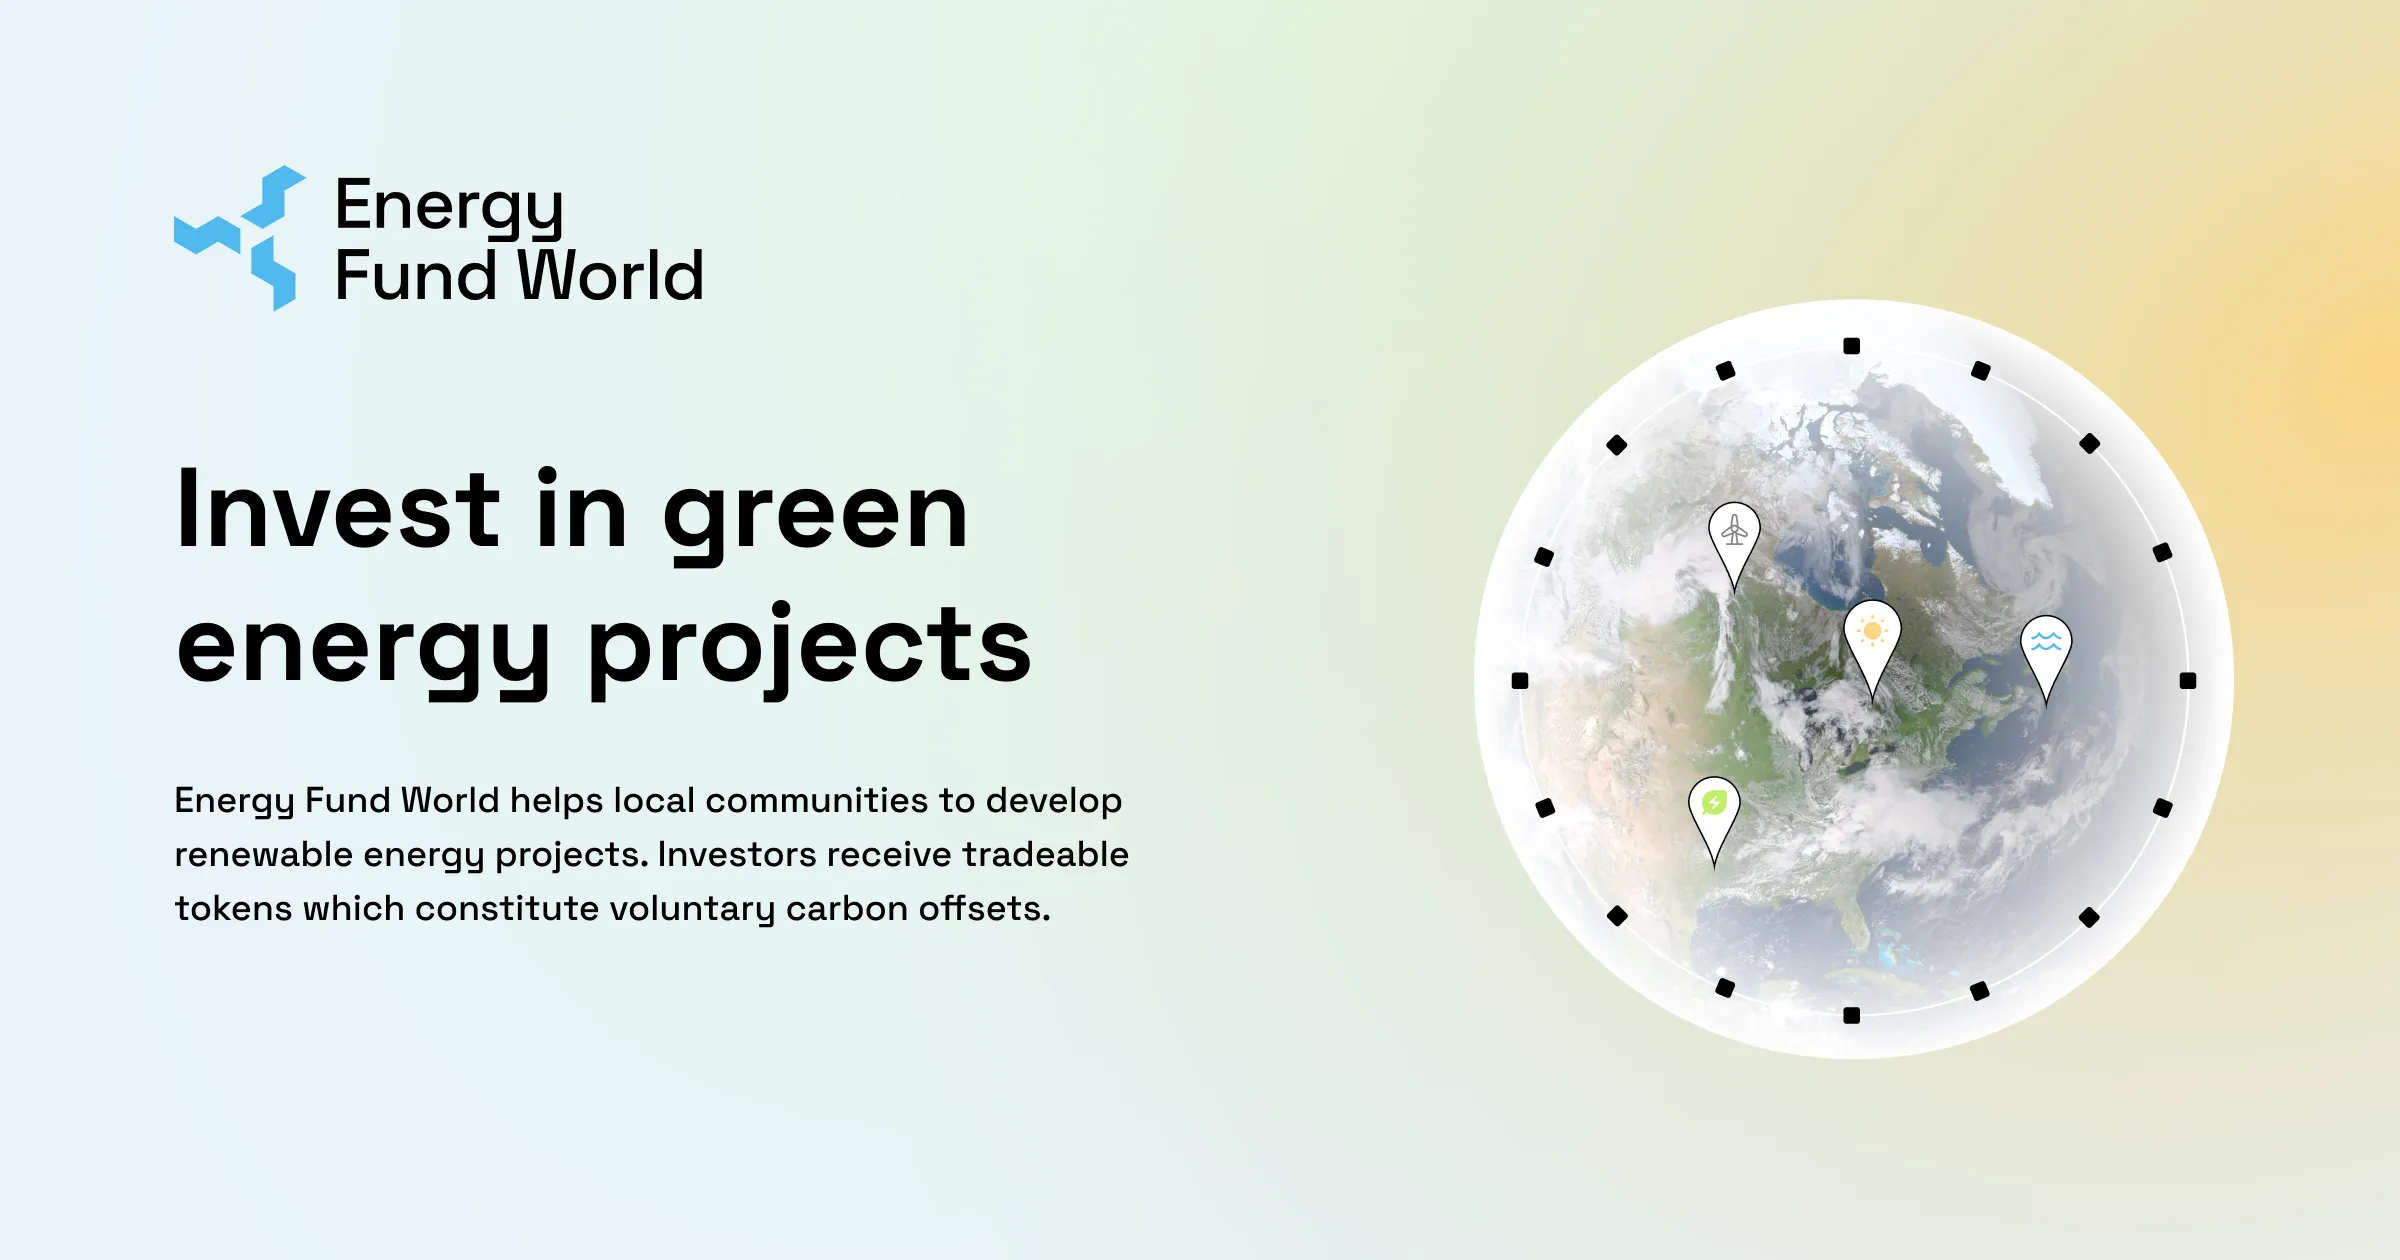 Energy
Fund World
Invest in green
energy projects
Energy Fund World helps local communities to develop
renewable energy projects. Investors receive tradeable
tokens which constitute voluntary carbon offsets.